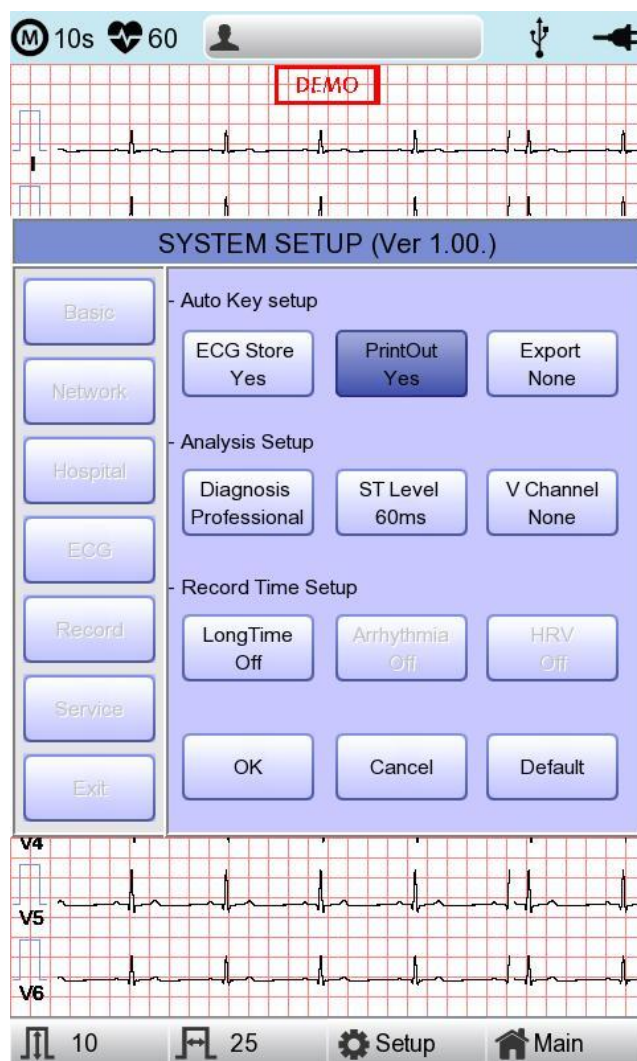 M 10s 60
DEMO
I
SYSTEM SETUP (Ver 1.00.)
Basic
Network
Hospital
ECG
Record
Service
Exit
- Auto Key setup
ECG Store
Yes
PrintOut
Yes
Export
None
- Analysis Setup
Diagnosis
Professional
ST Level
60ms
V Channel
None
- Record Time Setup
LongTime
Off
Arrhythmia
Off
HRV
Off
OK
Cancel
Default
V4
V5
V6
10 25 Setup Main